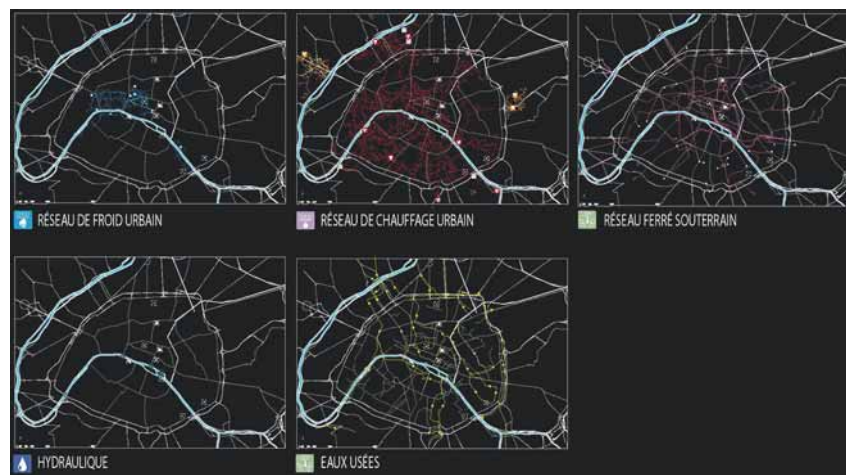 RÉSEAU DE FROID URBAIN
RÉSEAU DE CHAUFFAGE URBAIN
RÉSEAU FERRÉ SOUTERRAIN
HYDRAULIQUE
EAUX USÉES